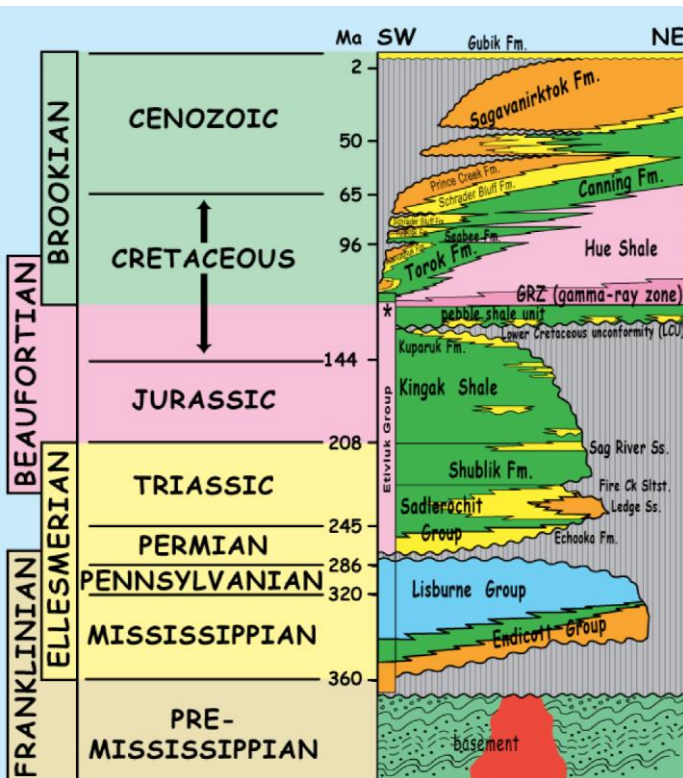 Ma SW NE
Gubik Fm.
2
Sagavanirktok Fm.
CENOZOIC
50
Prince Creek Fm.
Schrader Bluff Fm.
Canning Fm.
65
BROOKIAN
Schrader Bluff Fm.
Seabee Fm.
96
CRETACEOUS
Torok Fm.
Hue Shale
GRZ (gamma-ray zone)
*
pebble shale unit
Lower Cretaceous unconformity (LCU)
Kuparuk Fm.
144
BEAUFORTIAN
Kingak Shale
JURASSIC
Etivluk Group
208
Sag River Ss.
Shublik Fm.
TRIASSIC
Fire Ck Sltst.
Sadlerochit
Ledge Ss.
245
Group
Echooka Fm.
PERMIAN
286
ELLESMERIAN
PENNSYLVANIAN
Lisburne Group
320
MISSISSIPPIAN
Endicott Group
360
FRANKLINIAN
PRE-
MISSISSIPPIAN
basement